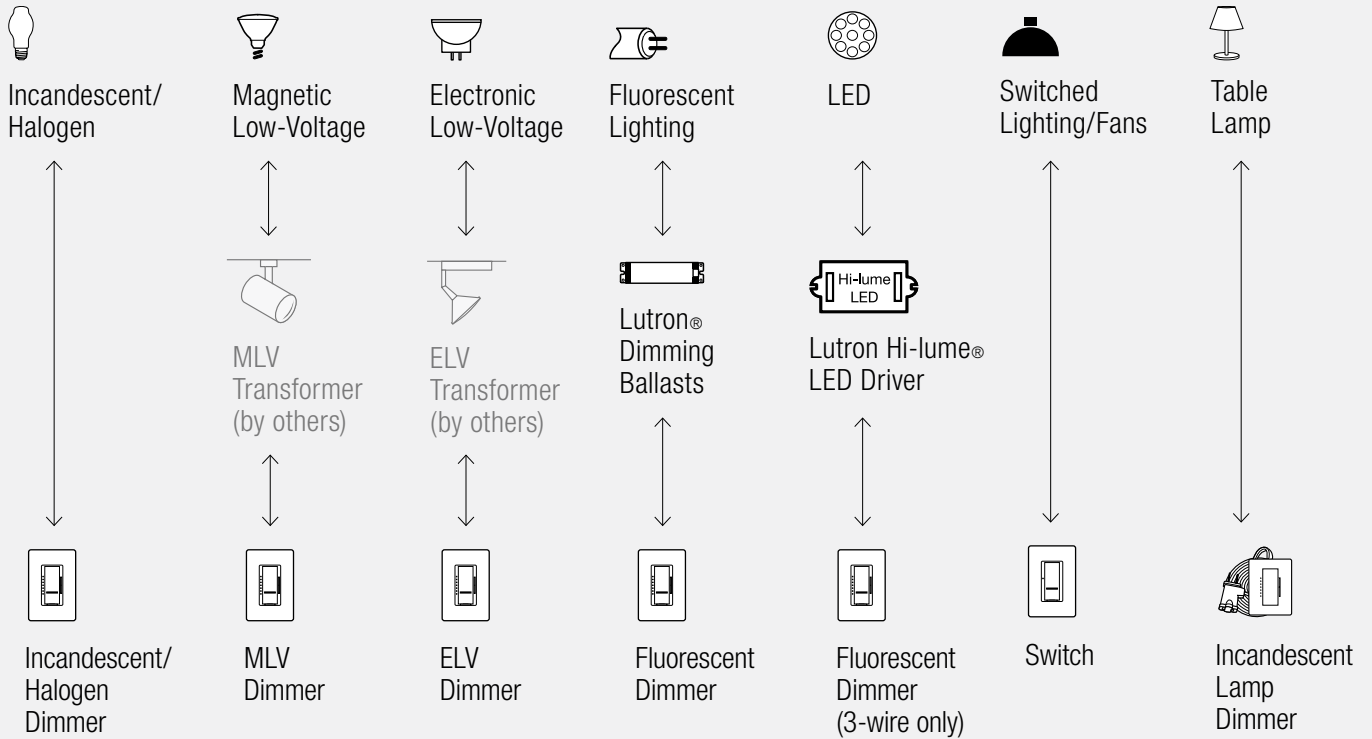 Incandescent/
Halogen
Magnetic
Low-Voltage
Electronic
Low-Voltage
Fluorescent
Lighting
LED
Switched
Lighting/Fans
Table
Lamp
MLV
Transformer
(by others)
ELV
Transformer
(by others)
Lutron®
Dimming
Ballasts
Hi-lume
LED
Lutron Hi-lume®
LED Driver
Incandescent/
Halogen
Dimmer
MLV
Dimmer
ELV
Dimmer
Fluorescent
Dimmer
Fluorescent
Dimmer
(3-wire only)
Switch
Incandescent
Lamp
Dimmer